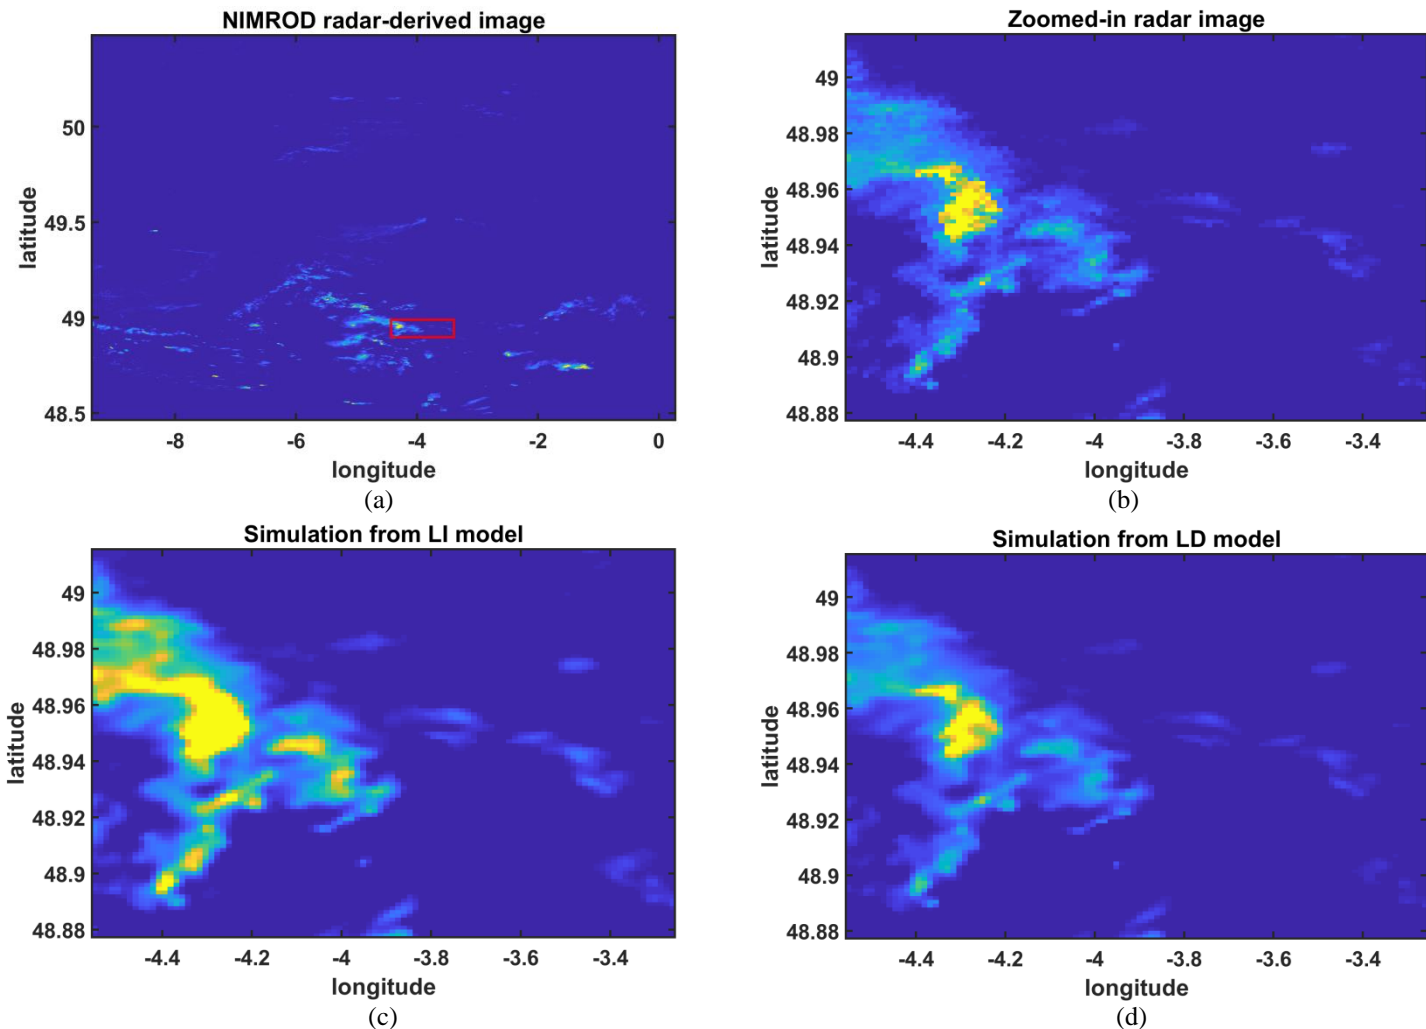 NIMROD radar-derived image
latitude
50
49.5
49
48.5
-8 -6 -4 -2 0
longitude
(a)
Zoomed-in radar image
latitude
49
48.98
48.96
48.94
48.92
48.9
48.88
-4.4 -4.2 -4 -3.8 -3.6 -3.4
longitude
(b)
Simulation from LI model
latitude
49
48.98
48.96
48.94
48.92
48.9
48.88
-4.4 -4.2 -4 -3.8 -3.6 -3.4
longitude
(c)
Simulation from LD model
latitude
49
48.98
48.96
48.94
48.92
48.9
48.88
-4.4 -4.2 -4 -3.8 -3.6 -3.4
longitude
(d)